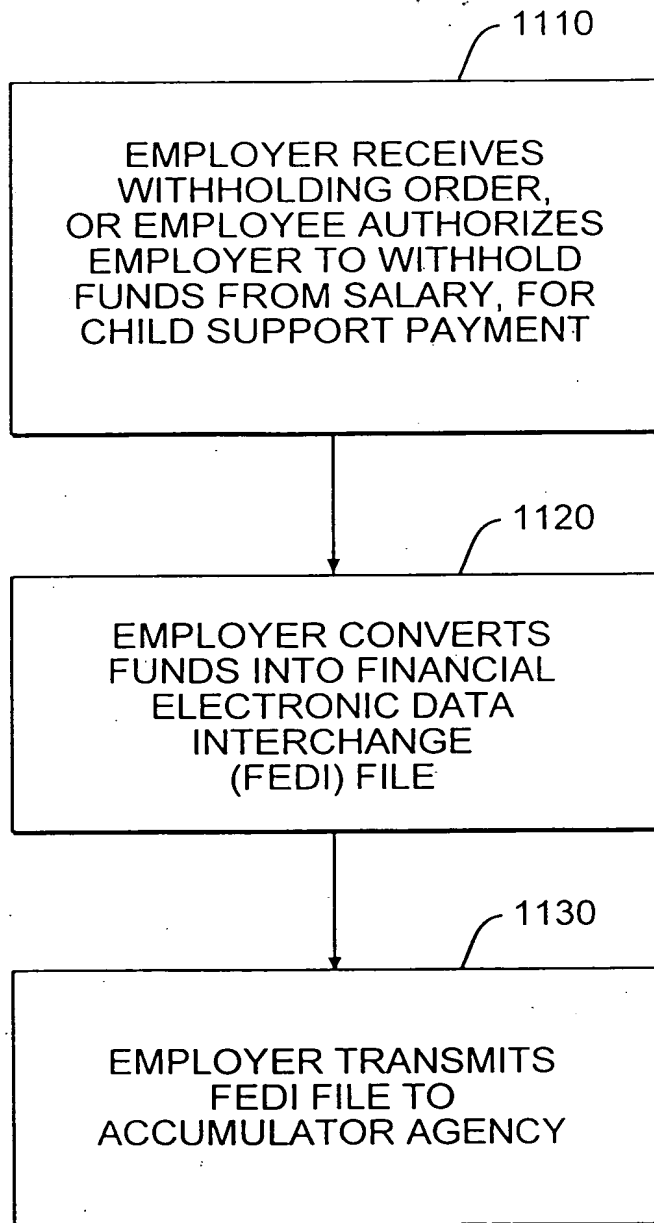 1110
EMPLOYER RECEIVES
WITHHOLDING ORDER,
OR EMPLOYEE AUTHORIZES
EMPLOYER TO WITHHOLD
FUNDS FROM SALARY, FOR
CHILD SUPPORT PAYMENT
1120
EMPLOYER CONVERTS
FUNDS INTO FINANCIAL
ELECTRONIC DATA
INTERCHANGE
(FEDI) FILE
1130
EMPLOYER TRANSMITS
FEDI FILE TO
ACCUMULATOR AGENCY